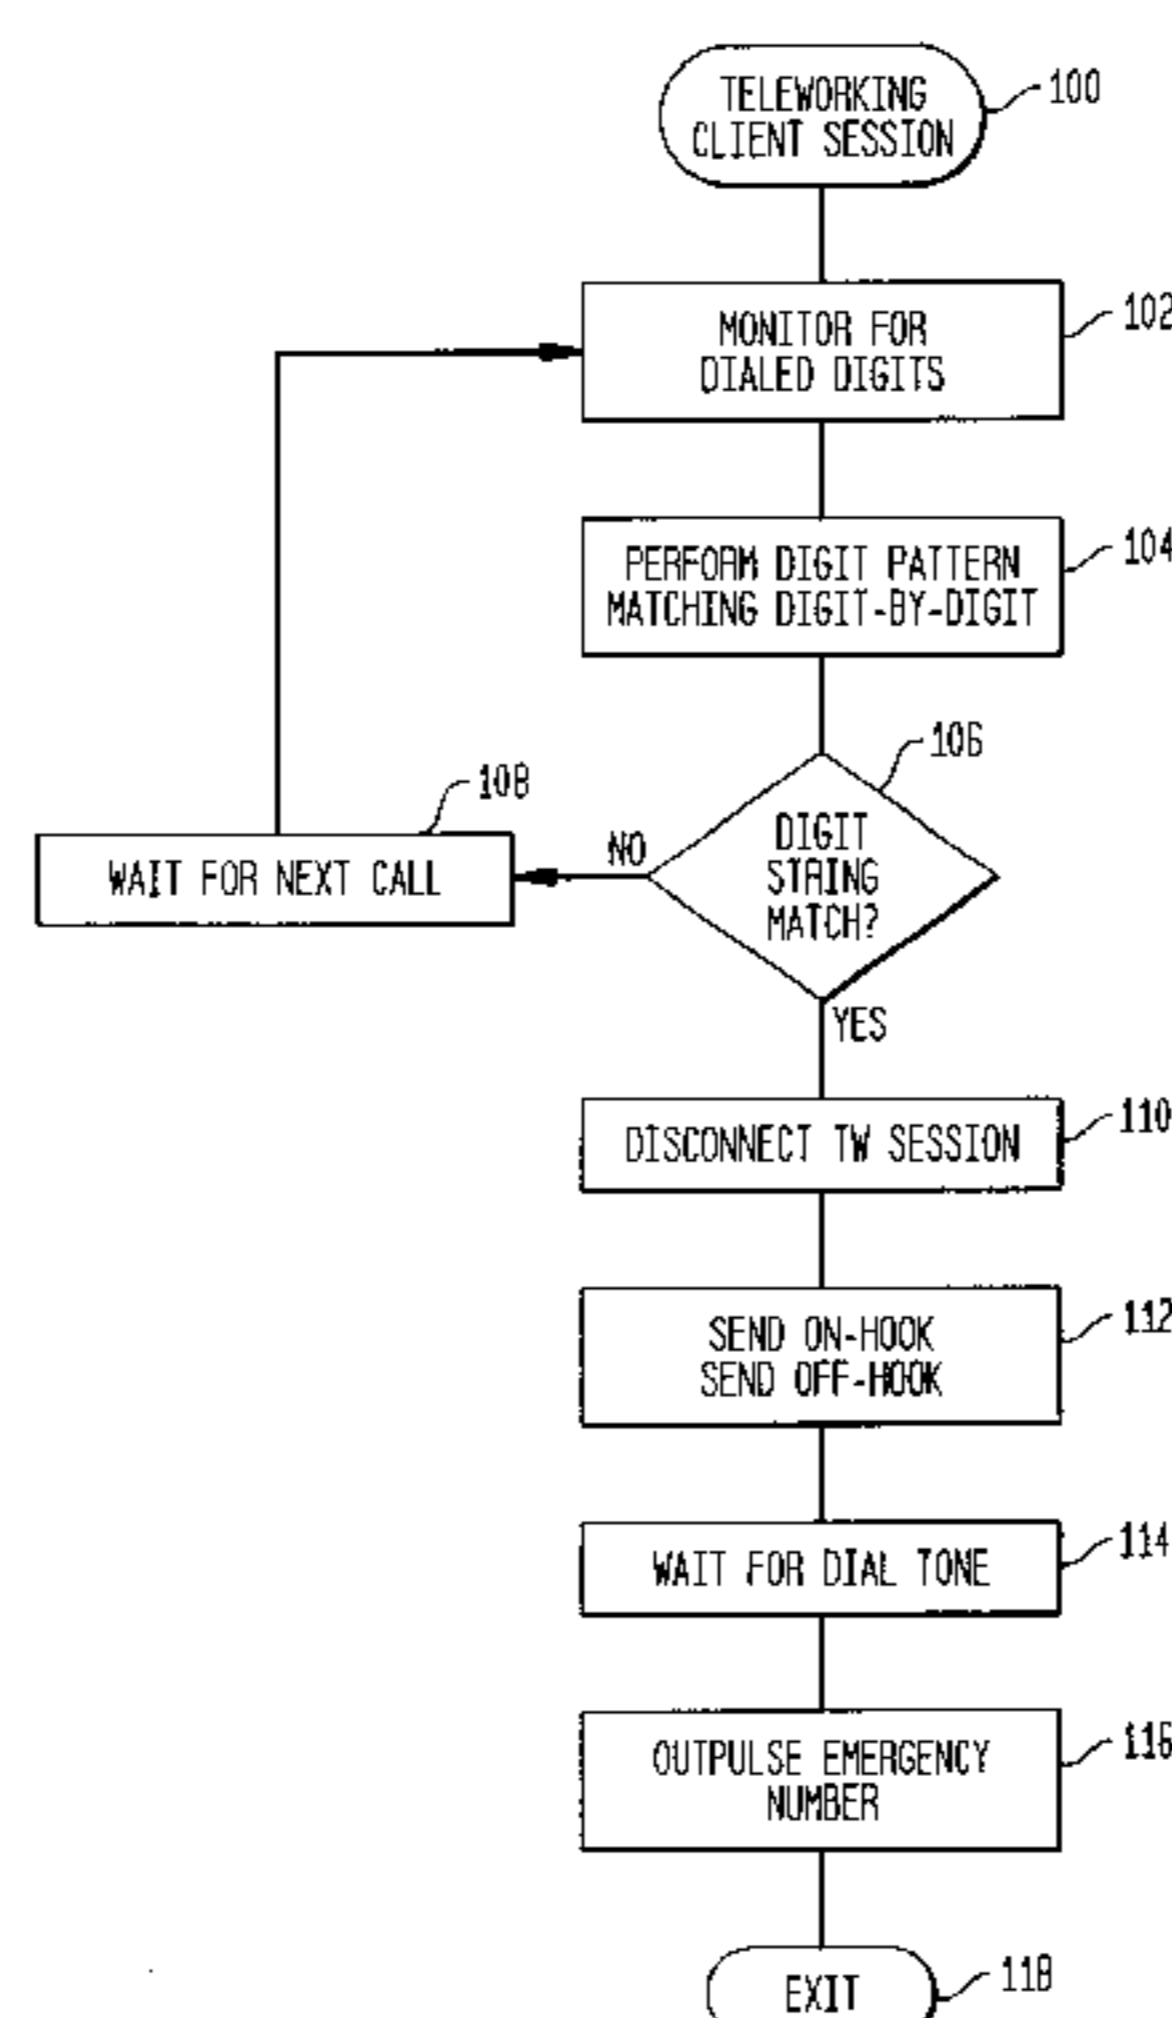 TELEWORKING
CLIENT SESSION
100
MONITOR FOR
DIALED DIGITS
102
PERFORM DIGIT PATTERN
MATCHING DIGIT-BY-DIGIT
104
106
DIGIT
STRING
MATCH?
NO
108
WAIT FOR NEXT CALL
YES
DISCONNECT TW SESSION
110
SEND ON-HOOK
SEND OFF-HOOK
112
WAIT FOR DIAL TONE
114
OUTPULSE EMERGENCY
NUMBER
116
EXIT
118